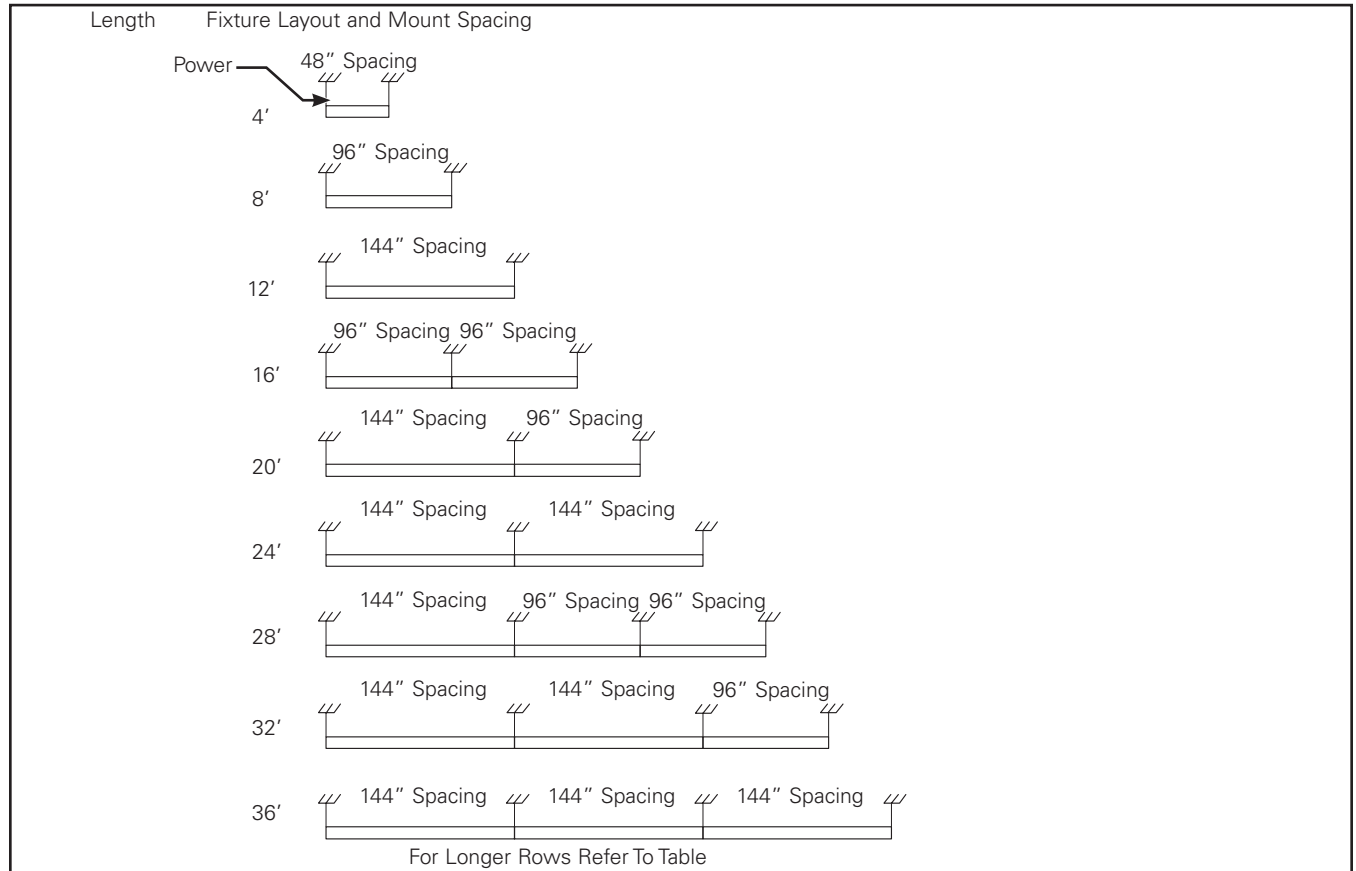 Length Fixture Layout and Mount Spacing
48” Spacing
Power
4’
96” Spacing
8’
144” Spacing
12’
96” Spacing 96” Spacing
16’
144” Spacing 96” Spacing
20’
144” Spacing 144” Spacing
24’
144” Spacing 96” Spacing 96” Spacing
28’
144” Spacing 144” Spacing 96” Spacing
32’
144” Spacing 144” Spacing 144” Spacing
36’
For Longer Rows Refer To Table